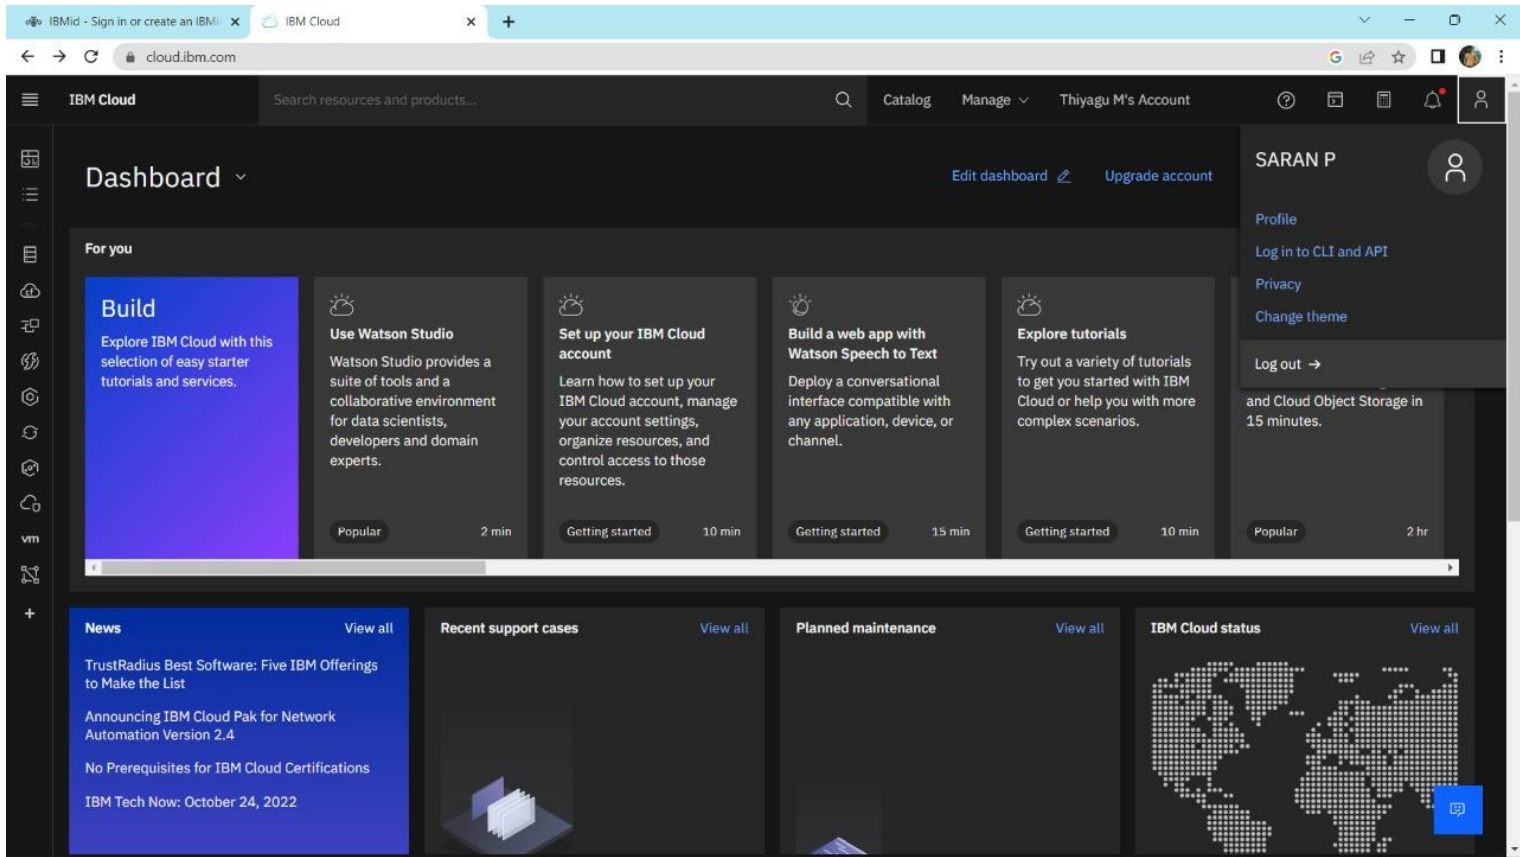 IBMid - Sign in or create an IBMi
IBM Cloud
cloud.ibm.com
IBM Cloud
Search resources and products...
Catalog
Manage
Thiyagu M's Account
Dashboard
Edit dashboard
Upgrade account
SARAN P
Profile
Log in to CLI and API
Privacy
Change theme
Log out →
For you
Build
Explore IBM Cloud with this
selection of easy starter
tutorials and services.
Use Watson Studio
Watson Studio provides a
suite of tools and a
collaborative environment
for data scientists,
developers and domain
experts.
Popular
2 min
Set up your IBM Cloud
account
Learn how to set up your
IBM Cloud account, manage
your account settings,
organize resources, and
control access to those
resources.
Getting started
10 min
Build a web app with
Watson Speech to Text
Deploy a conversational
interface compatible with
any application, device, or
channel.
Getting started
15 min
Explore tutorials
Try out a variety of tutorials
to get you started with IBM
Cloud or help you with more
complex scenarios.
Getting started
10 min
and Cloud Object Storage in
15 minutes.
Popular
2 hr
vm
News
View all
TrustRadius Best Software: Five IBM Offerings
to Make the List
Announcing IBM Cloud Pak for Network
Automation Version 2.4
No Prerequisites for IBM Cloud Certifications
IBM Tech Now: October 24, 2022
Recent support cases
View all
Planned maintenance
View all
IBM Cloud status
View all